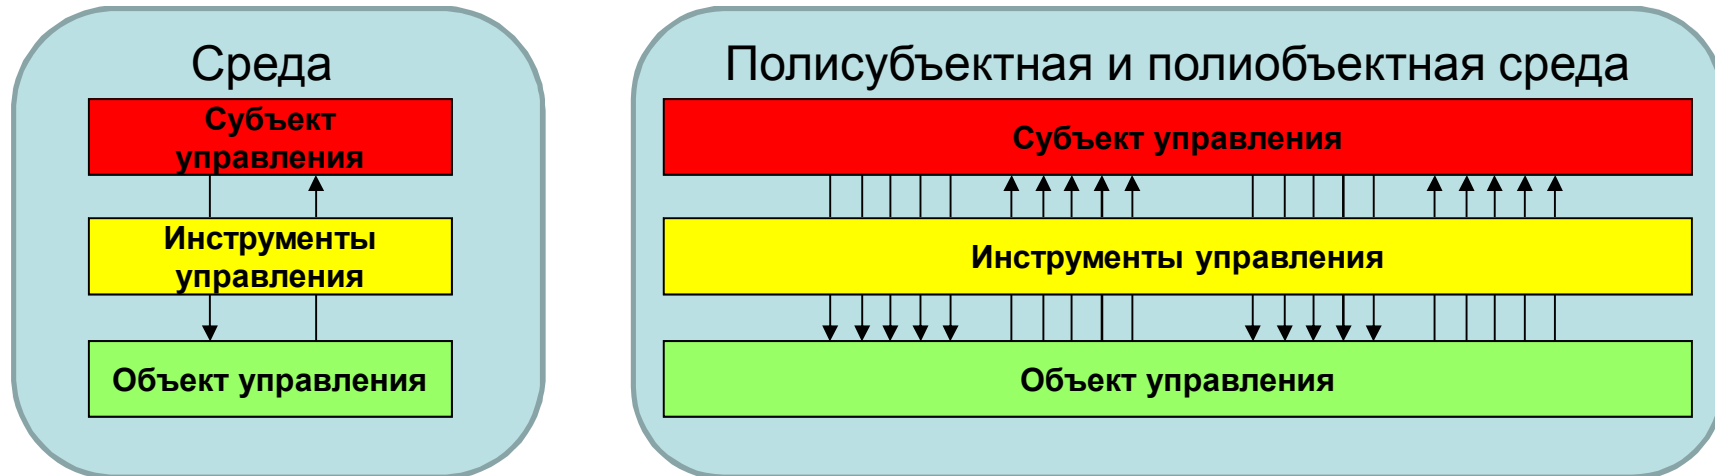 Среда
Субъект
управления
Инструменты
управления
Объект управления
Полисубъектная и полиобъектная среда
Субъект управления
Инструменты управления
Объект управления